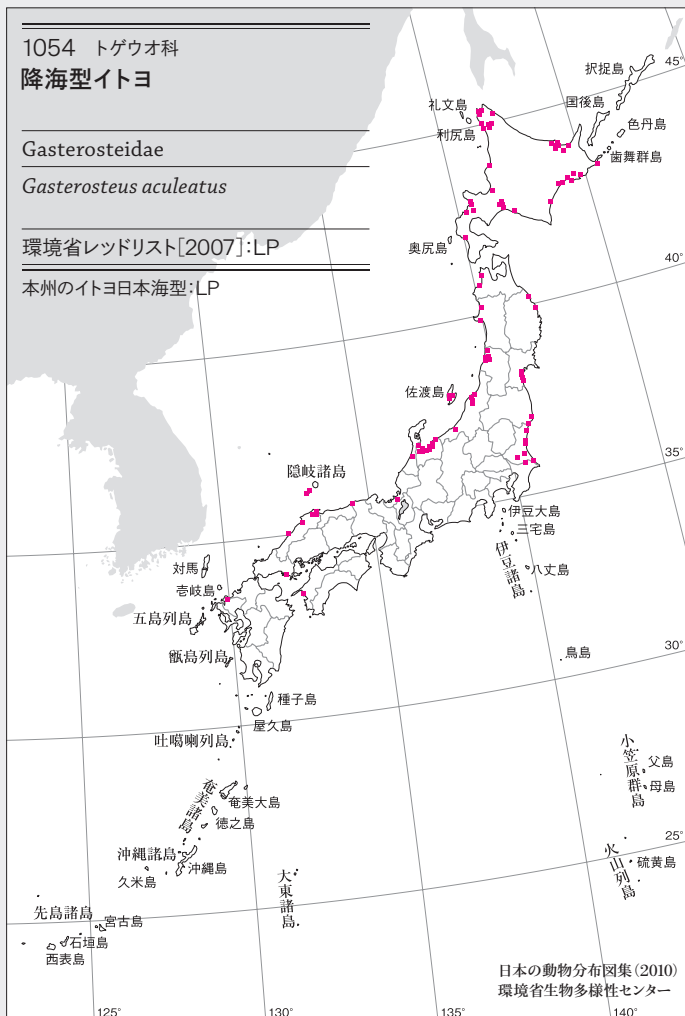 1054 トゲウオ科
降海型イトヨ
Gasterosteidae
Gasterosteus aculeatus
環境省レッドリスト[2007]:LP
本州のイトヨ日本海型:LP
択捉島
45°
国後島
礼文島
色丹島
利尻島
歯舞群島
奥尻島
40°
佐渡島
35°
隠岐諸島
伊豆大島
三宅島
伊豆諸島
八丈島
対馬
壱岐島
五島列島
甑島列島
鳥島
30°
種子島
屋久島
吐噶喇列島
小笠原群島
父島
母島
奄美諸島
奄美大島
徳之島
25°
沖縄諸島
沖縄島
久米島
大東諸島
火山列島
硫黄島
先島諸島
宮古島
石垣島
西表島
日本の動物分布図集(2010)
環境省生物多様性センター
125°
130°
135°
140°